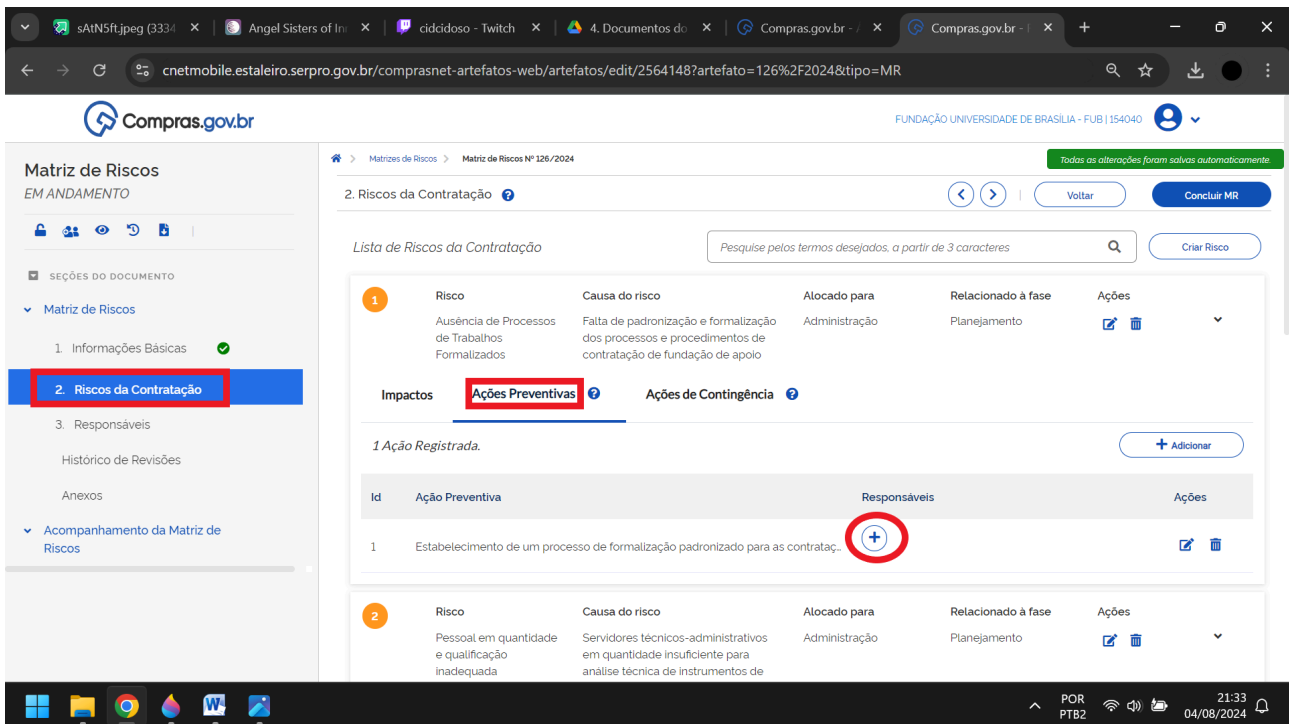 sAtN5ft.jpeg (3334
Angel Sisters of In
cidcidoso - Twitch
4. Documentos do
Compras.gov.br - /
Compras.gov.br - I
cnetmobile.estaleiro.serpro.gov.br/comprasnet-artefatos-web/artefatos/edit/2564148?artefato=126%2F2024&tipo=MR
Compras.gov.br
FUNDAÇÃO UNIVERSIDADE DE BRASÍLIA - FUB | 154040
Matriz de Riscos
EM ANDAMENTO
SEÇÕES DO DOCUMENTO
Matriz de Riscos
1. Informações Básicas
2. Riscos da Contratação
3. Responsáveis
Histórico de Revisões
Anexos
Acompanhamento da Matriz de
Riscos
Matrizes de Riscos > Matriz de Riscos Nº 126/2024
Todas as alterações foram salvas automaticamente.
2. Riscos da Contratação
Voltar
Concluir MR
Lista de Riscos da Contratação
Pesquise pelos termos desejados, a partir de 3 caracteres
Criar Risco
1
Risco Causa do risco Alocado para Relacionado à fase Ações
Ausência de Processos Falta de padronização e formalização Administração Planejamento
de Trabalhos dos processos e procedimentos de
Formalizados contratação de fundação de apoio
Impactos Ações Preventivas Ações de Contingência
1 Ação Registrada.
+ Adicionar
Id Ação Preventiva Responsáveis Ações
1 Estabelecimento de um processo de formalização padronizado para as contrataç...
2
Risco Causa do risco Alocado para Relacionado à fase Ações
Pessoal em quantidade Servidores técnicos-administrativos Administração Planejamento
e qualificação em quantidade insuficiente para
inadequada análise técnica de instrumentos de
POR
PTB2
21:33
04/08/2024